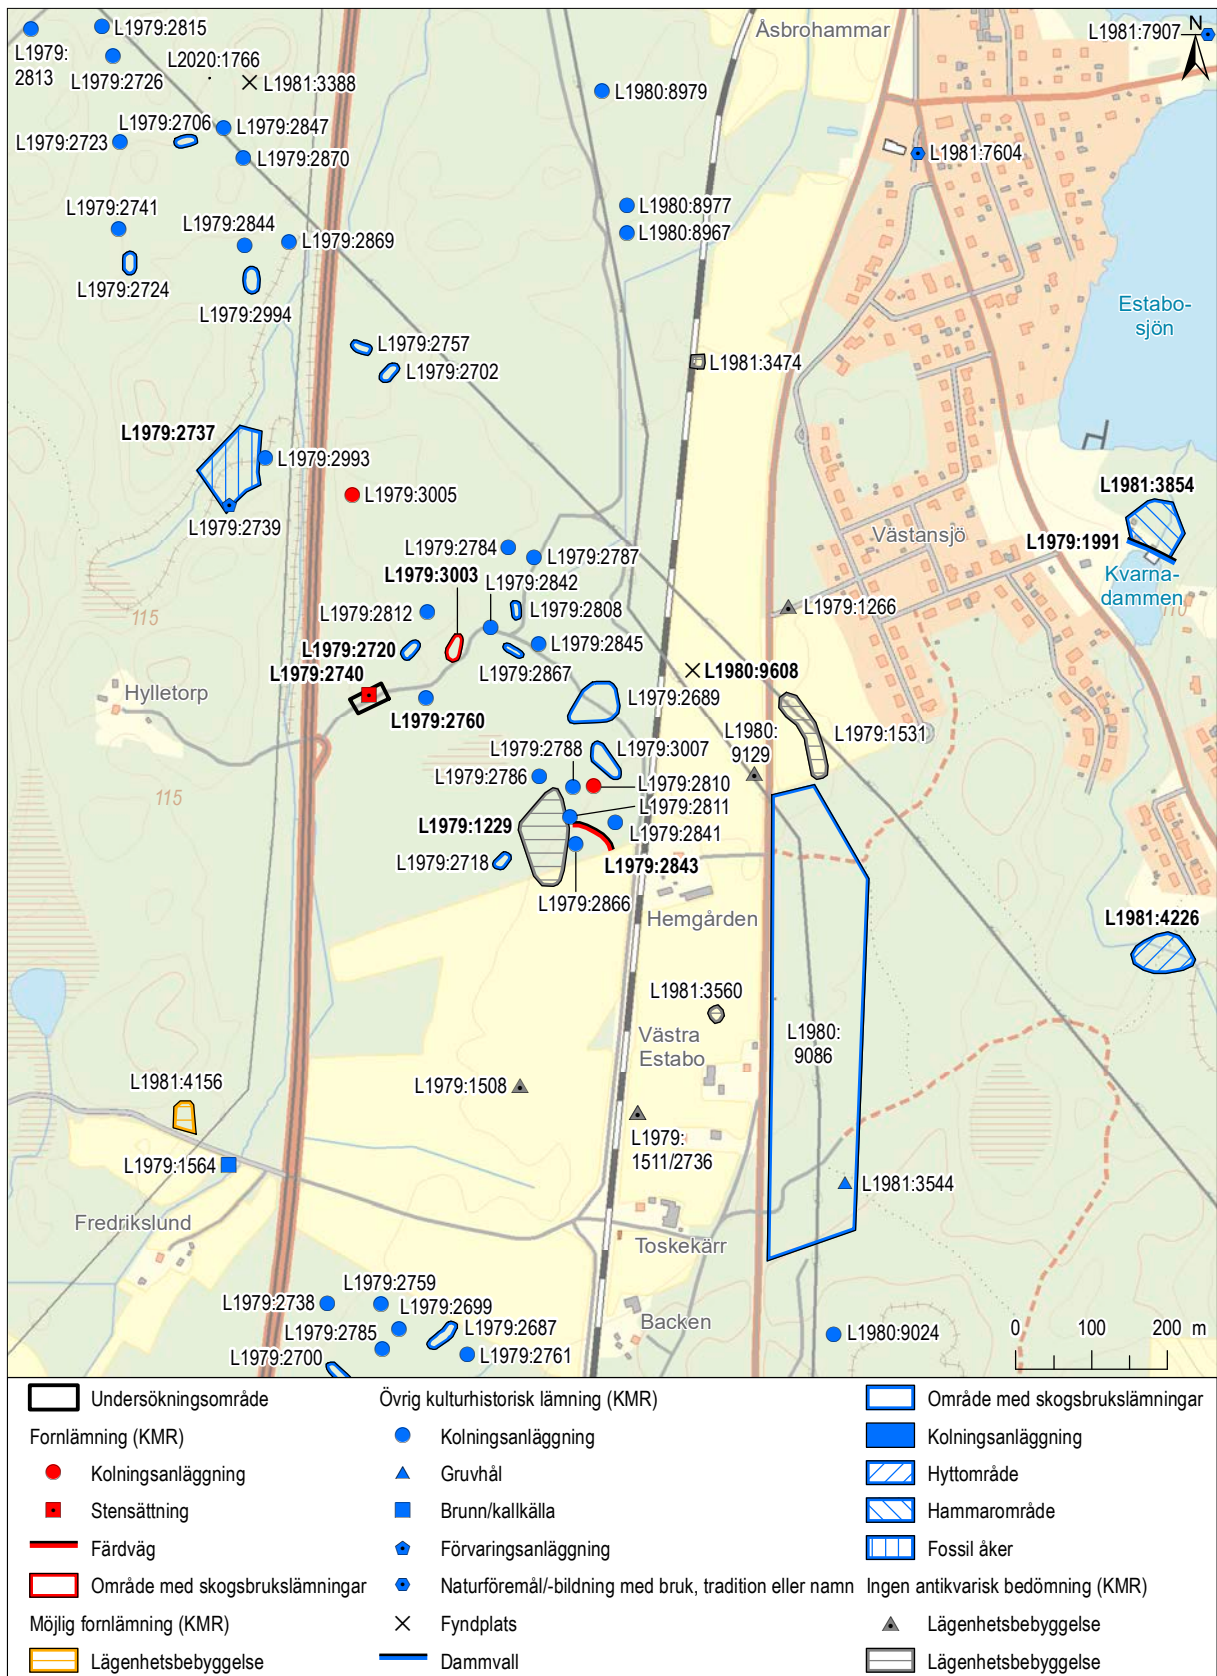 L1979:2815
Åsbrohammar
L1981:7907
N
L1979:
2813
L1979:2726
L2020:1766
L1981:3388
L1980:8979
L1979:2706
L1979:2847
L1979:2723
L1979:2870
L1981:7604
L1979:2741
L1979:2844
L1979:2869
L1980:8977
L1980:8967
L1979:2724
L1979:2994
Estabo-
sjön
L1979:2757
L1979:2702
L1981:3474
L1979:2737
L1979:2993
L1979:3005
L1981:3854
L1979:2739
Västansjö
L1979:1991
L1979:2784
L1979:2787
L1979:3003
L1979:2842
Kvarna-
dammen
110
115
L1979:2812
L1979:2808
L1979:1266
L1979:2720
L1979:2845
L1979:2740
L1979:2867
L1980:9608
Hylletorp
L1979:2689
L1979:2760
L1980:
9129
L1979:1531
L1979:2788
L1979:3007
L1979:2786
L1979:2810
115
L1979:2811
L1979:1229
L1979:2841
L1979:2718
L1979:2843
L1979:2866
Hemgården
L1981:4226
L1981:3560
Västra
Estabo
L1980:
9086
L1981:4156
L1979:1508
L1979:1564
L1979:
1511/2736
L1981:3544
Fredrikslund
Toskekärr
L1979:2759
L1979:2738
L1979:2699
L1979:2785
L1979:2687
L1979:2700
L1979:2761
Backen
L1980:9024
0 100 200 m
Undersökningsområde
Fornlämning (KMR)
Kolningsanläggning
Stensättning
Färdväg
Område med skogsbrukslämningar
Möjlig fornlämning (KMR)
Lägenhetsbebyggelse
Övrig kulturhistorisk lämning (KMR)
Kolningsanläggning
Gruvhål
Brunn/kallkälla
Förvaringsanläggning
Naturföremål/-bildning med bruk, tradition eller namn
Fyndplats
Dammvall
Område med skogsbrukslämningar
Kolningsanläggning
Hyttområde
Hammarområde
Fossil åker
Ingen antikvarisk bedömning (KMR)
Lägenhetsbebyggelse
Lägenhetsbebyggelse